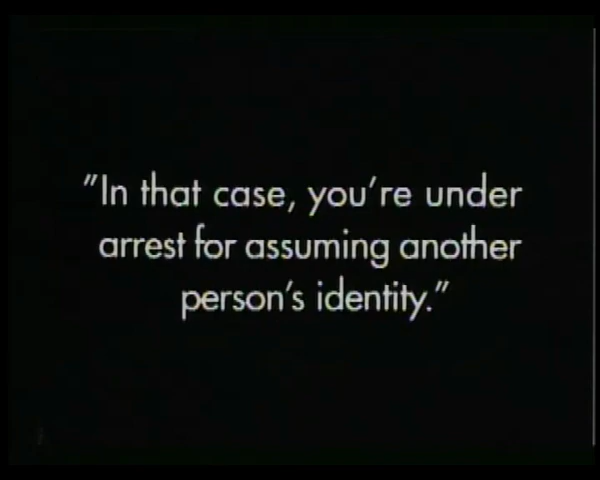 "In that case, you're under
arrest for assuming another
person's identity."